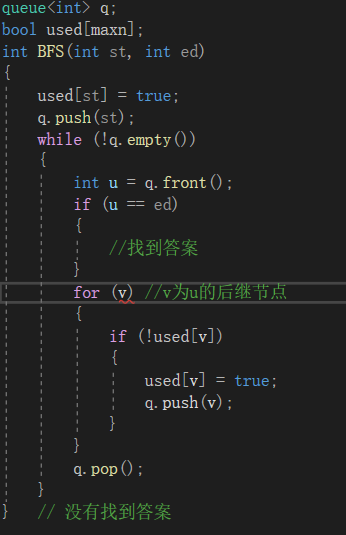 queue<int> q;
bool used[maxn];
int BFS(int st, int ed)
{
    used[st] = true;
    q.push(st);
    while (!q.empty())
    {
        int u = q.front();
        if (u == ed)
        {
            //找到答案
        }
        for (v) //v为u的后继节点
        {
            if (!used[v])
            {
                used[v] = true;
                q.push(v);
            }
        }
        q.pop();
    }
}   // 没有找到答案